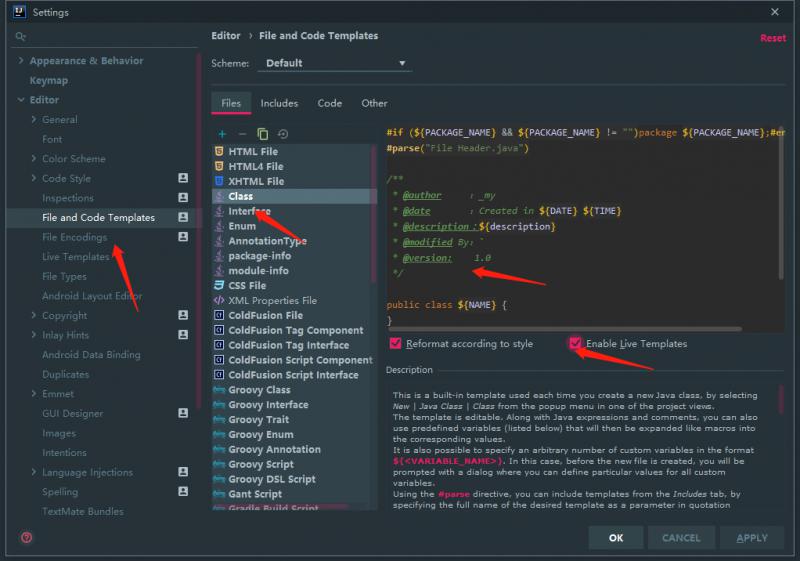 Settings
Editor › File and Code Templates
Reset
Scheme: Default
Appearance & Behavior
Keymap
Editor
General
Font
Color Scheme
Code Style
Inspections
File and Code Templates
File Encodings
Live Templates
File Types
Android Layout Editor
Copyright
Inlay Hints
Android Data Binding
Duplicates
Emmet
GUI Designer
Images
Intentions
Language Injections
Spelling
TextMate Bundles
Files Includes Code Other
HTML File
HTML4 File
XHTML File
Class
Interface
Enum
AnnotationType
package-info
module-info
CSS File
XML Properties File
ColdFusion File
ColdFusion Tag Component
ColdFusion Tag Interface
ColdFusion Script Component
ColdFusion Script Interface
Groovy Class
Groovy Interface
Groovy Trait
Groovy Enum
Groovy Annotation
Groovy Script
Groovy DSL Script
Gant Script
Gradle Build Script
#if (${PACKAGE_NAME} && ${PACKAGE_NAME} != "")package ${PACKAGE_NAME};#en
#parse("File Header.java")
/**
* @author : _my
* @date : Created in ${DATE} ${TIME}
* @description：${description}
* @modified By：`
* @version: 1.0
*/
public class ${NAME} {
}
Reformat according to style Enable Live Templates
Description
This is a built-in template used each time you create a new Java class, by selecting
New | Java Class | Class from the popup menu in one of the project views.
The template is editable. Along with Java expressions and comments, you can also
use predefined variables (listed below) that will then be expanded like macros into
the corresponding values.
It is also possible to specify an arbitrary number of custom variables in the format
${<VARIABLE_NAME>}. In this case, before the new file is created, you will be
prompted with a dialog where you can define particular values for all custom
variables.
Using the #parse directive, you can include templates from the Includes tab, by
specifying the full name of the desired template as a parameter in quotation
OK CANCEL APPLY